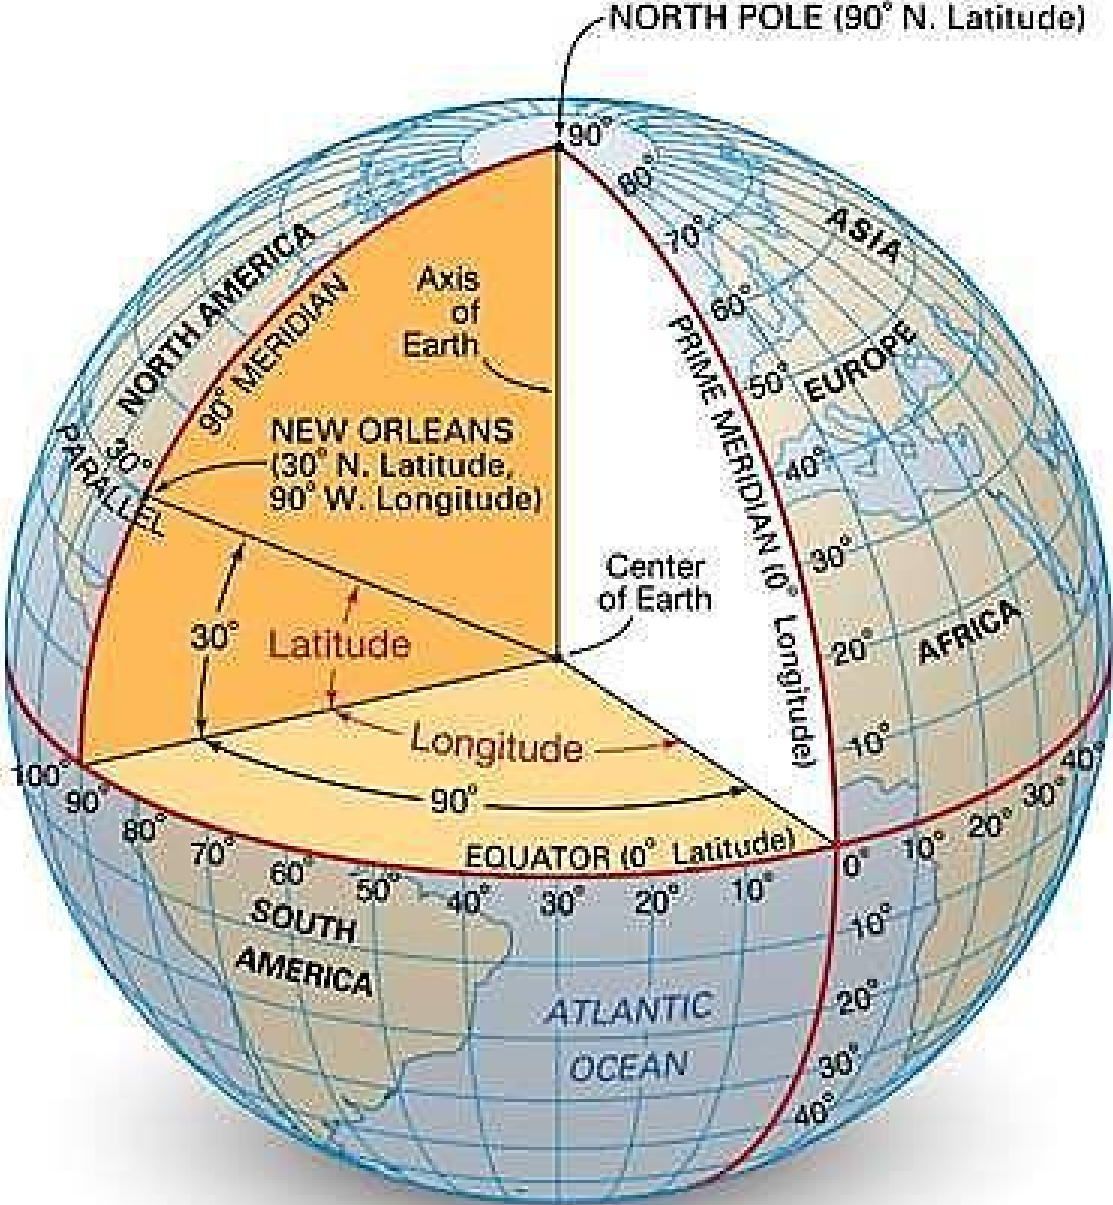 NORTH POLE (90° N. Latitude)
90°
80°
70°
60°
50°
40°
30°
20°
10°
ASIA
EUROPE
AFRICA
NORTH AMERICA
90° MERIDIAN
Axis
of
Earth
PRIME MERIDIAN (0° Longitude)
30°
PARALLEL
NEW ORLEANS
(30° N. Latitude,
90° W. Longitude)
Center
of Earth
30°
Latitude
Longitude
90°
EQUATOR (0° Latitude)
100°
90°
80°
70°
60°
50°
40°
30°
20°
10°
0°
10°
20°
30°
40°
SOUTH
AMERICA
ATLANTIC
OCEAN
10°
20°
30°
40°